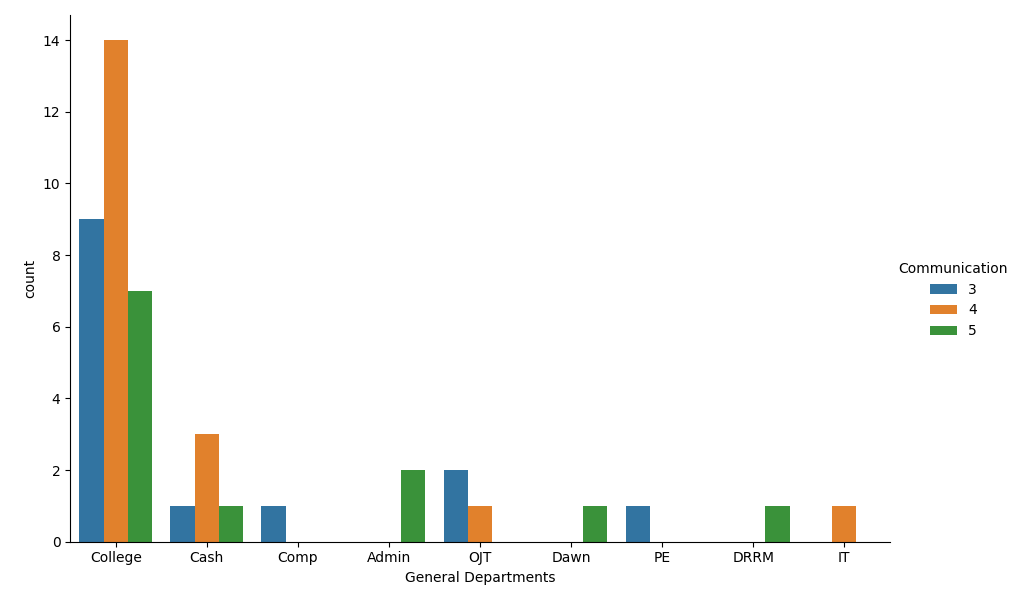 14
12
10
8
6
4
2
0
count
College Cash Comp Admin OJT Dawn PE DRRM IT
General Departments
Communication
3
4
5